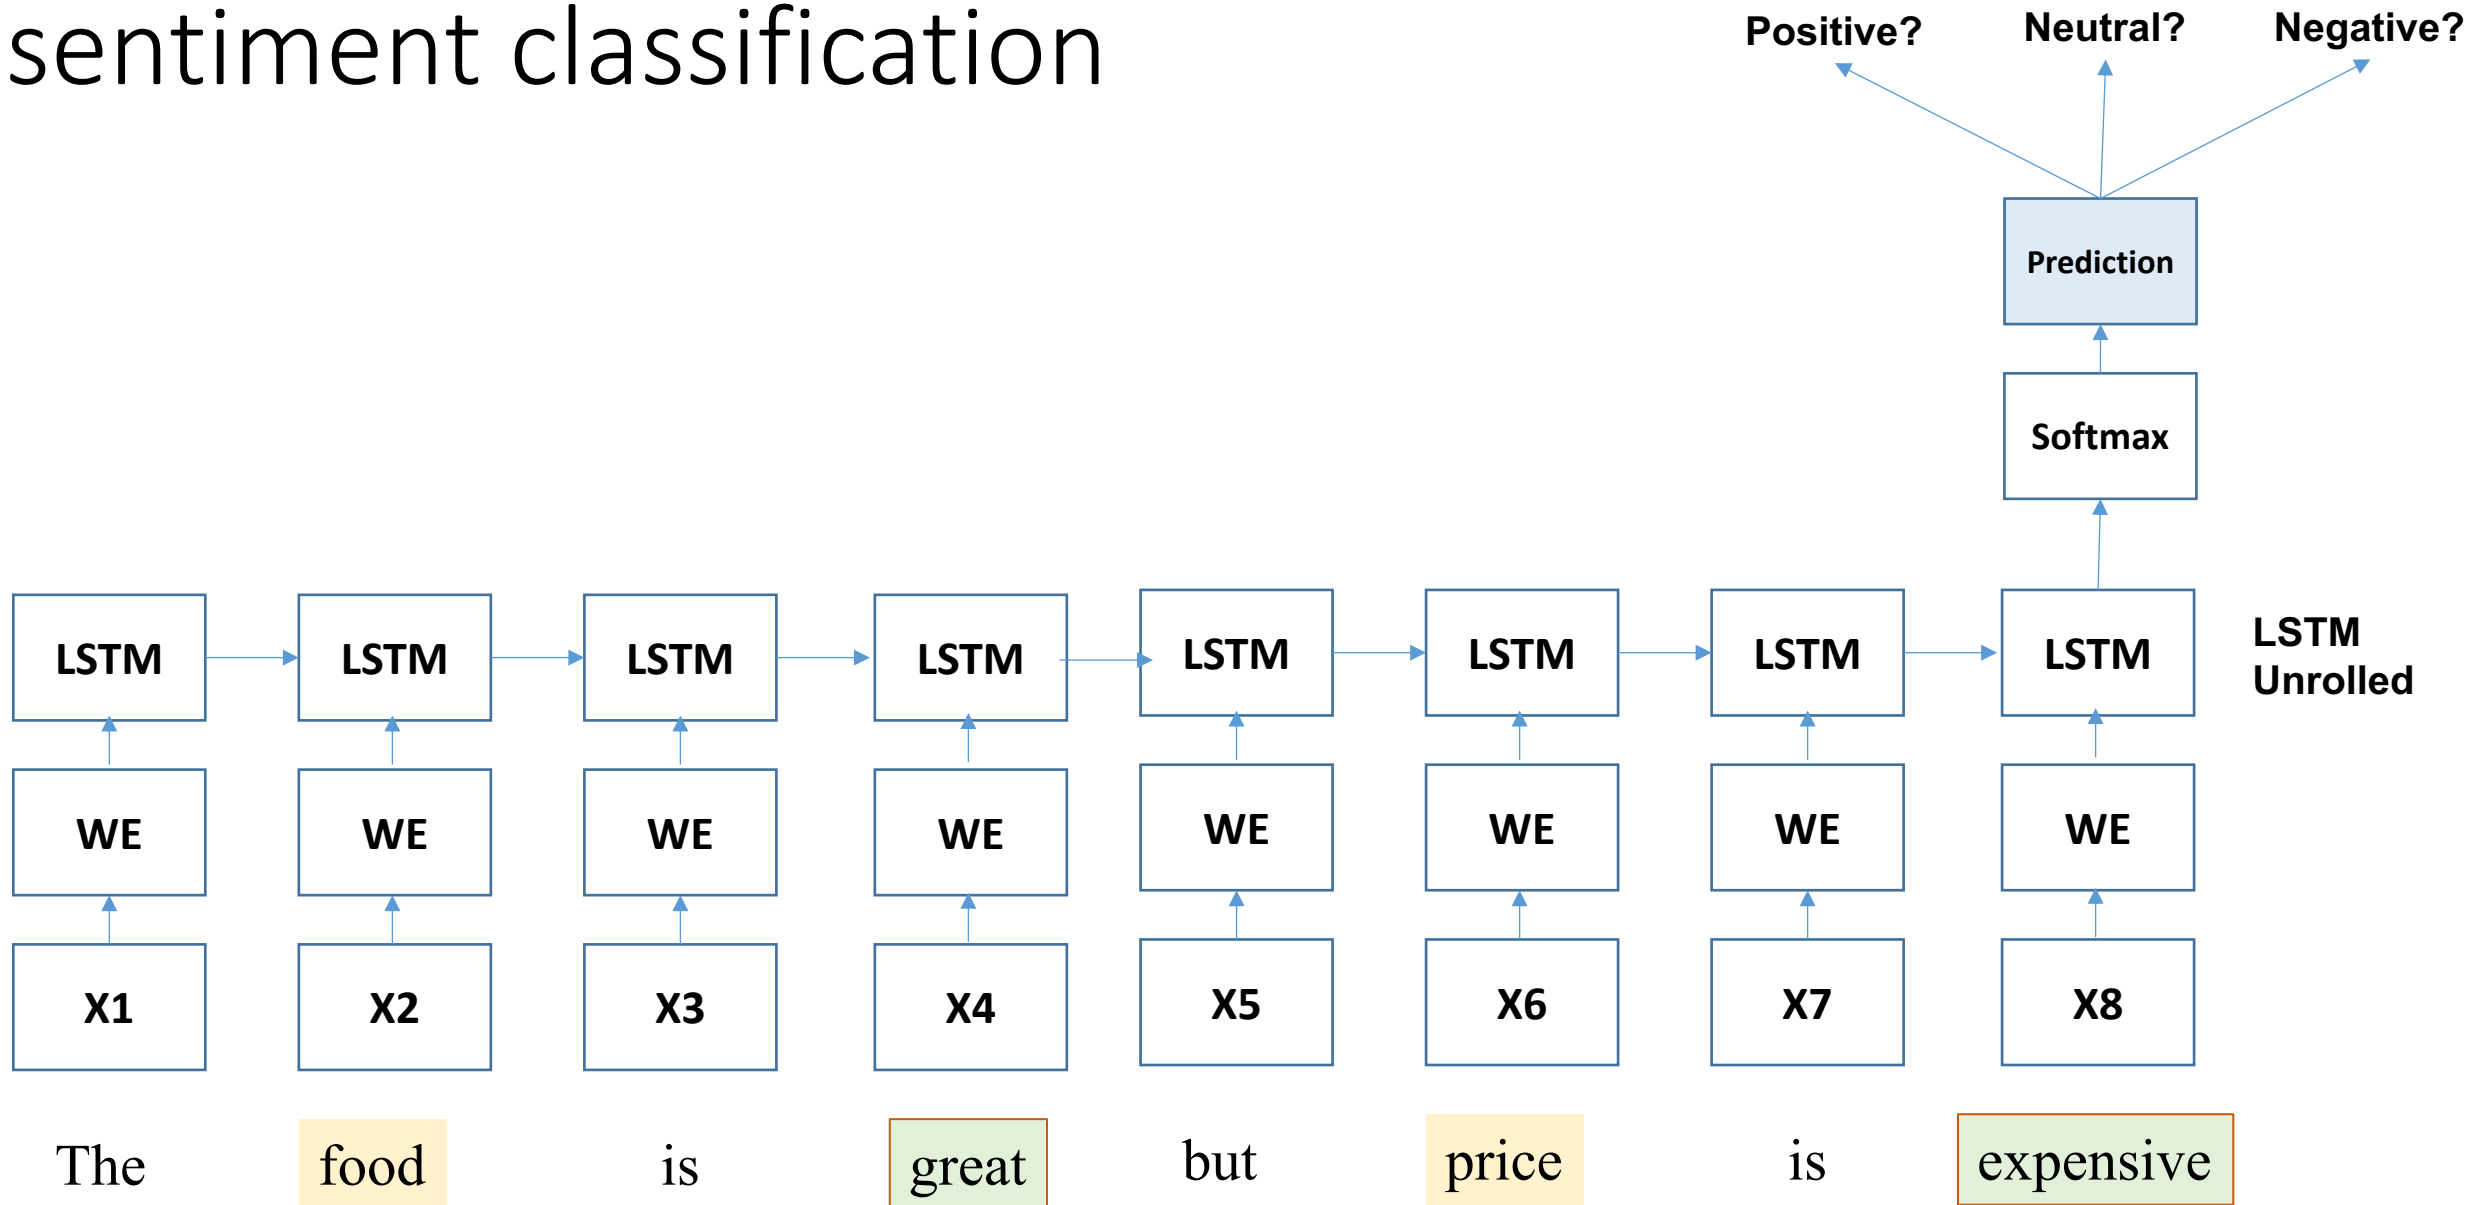 sentiment classification
Positive? Neutral? Negative?
Prediction
Softmax
LSTM LSTM LSTM LSTM LSTM LSTM LSTM LSTM
LSTM
Unrolled
WE WE WE WE WE WE WE WE
X1 X2 X3 X4 X5 X6 X7 X8
The food is great but price is expensive